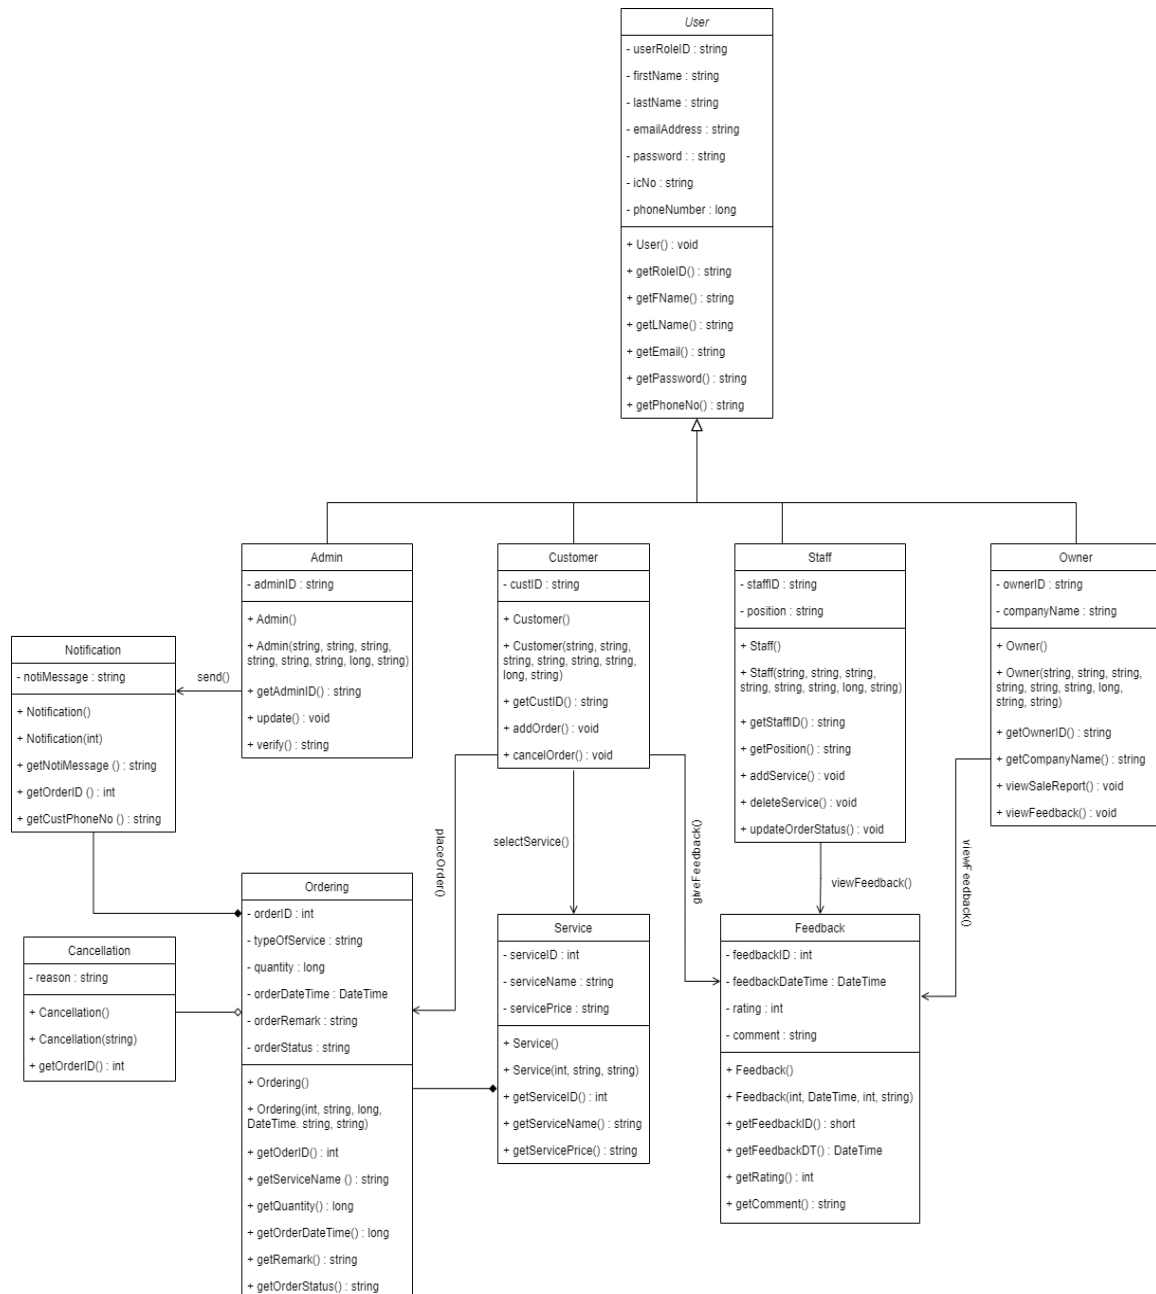 User
- userRoleID : string
- firstName : string
- lastName : string
- emailAddress : string
- password : : string
- icNo : string
- phoneNumber : long
+ User() : void
+ getRoleID() : string
+ getFName() : string
+ getLName() : string
+ getEmail() : string
+ getPassword() : string
+ getPhoneNo() : string
Admin
- adminID : string
+ Admin()
+ Admin(string, string, string,
string, string, string, long, string)
+ getAdminID() : string
+ update() : void
+ verify() : string
Customer
- custID : string
+ Customer()
+ Customer(string, string,
string, string, string, string,
long, string)
+ getCustID() : string
+ addOrder() : void
+ cancelOrder() : void
Staff
- staffID : string
- position : string
+ Staff()
+ Staff(string, string, string,
string, string, string, long, string)
+ getStaffID() : string
+ getPosition() : string
+ addService() : void
+ deleteService() : void
+ updateOrderStatus() : void
Owner
- ownerID : string
- companyName : string
+ Owner()
+ Owner(string, string, string,
string, string, string, long,
string, string)
+ getOwnerID() : string
+ getCompanyName() : string
+ viewSaleReport() : void
+ viewFeedback() : void
Notification
- notiMessage : string
+ Notification()
+ Notification(int)
+ getNotiMessage () : string
+ getOrderID () : int
+ getCustPhoneNo () : string
send()
placeOrder()
selectService()
giveFeedback()
viewFeedback()
viewFeedback()
Cancellation
- reason : string
+ Cancellation()
+ Cancellation(string)
+ getOrderID() : int
Ordering
- orderID : int
- typeOfService : string
- quantity : long
- orderDateTime : DateTime
- orderRemark : string
- orderStatus : string
+ Ordering()
+ Ordering(int, string, long,
DateTime. string, string)
+ getOderID() : int
+ getServiceName () : string
+ getQuantity() : long
+ getOrderDateTime() : long
+ getRemark() : string
+ getOrderStatus() : string
Service
- serviceID : int
- serviceName : string
- servicePrice : string
+ Service()
+ Service(int, string, string)
+ getServiceID() : int
+ getServiceName() : string
+ getServicePrice() : string
Feedback
- feedbackID : int
- feedbackDateTime : DateTime
- rating : int
- comment : string
+ Feedback()
+ Feedback(int, DateTime, int, string)
+ getFeedbackID() : short
+ getFeedbackDT() : DateTime
+ getRating() : int
+ getComment() : string